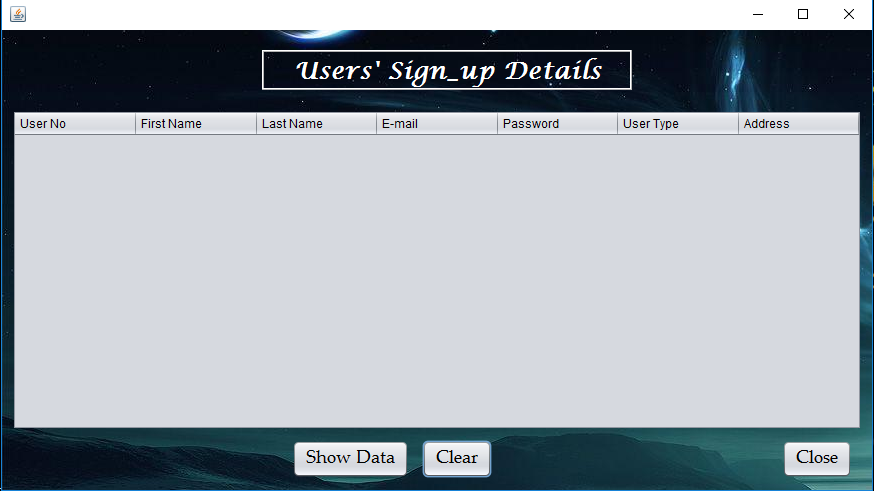 Users' Sign_up Details
User No First Name Last Name E-mail Password User Type Address
Show Data Clear Close